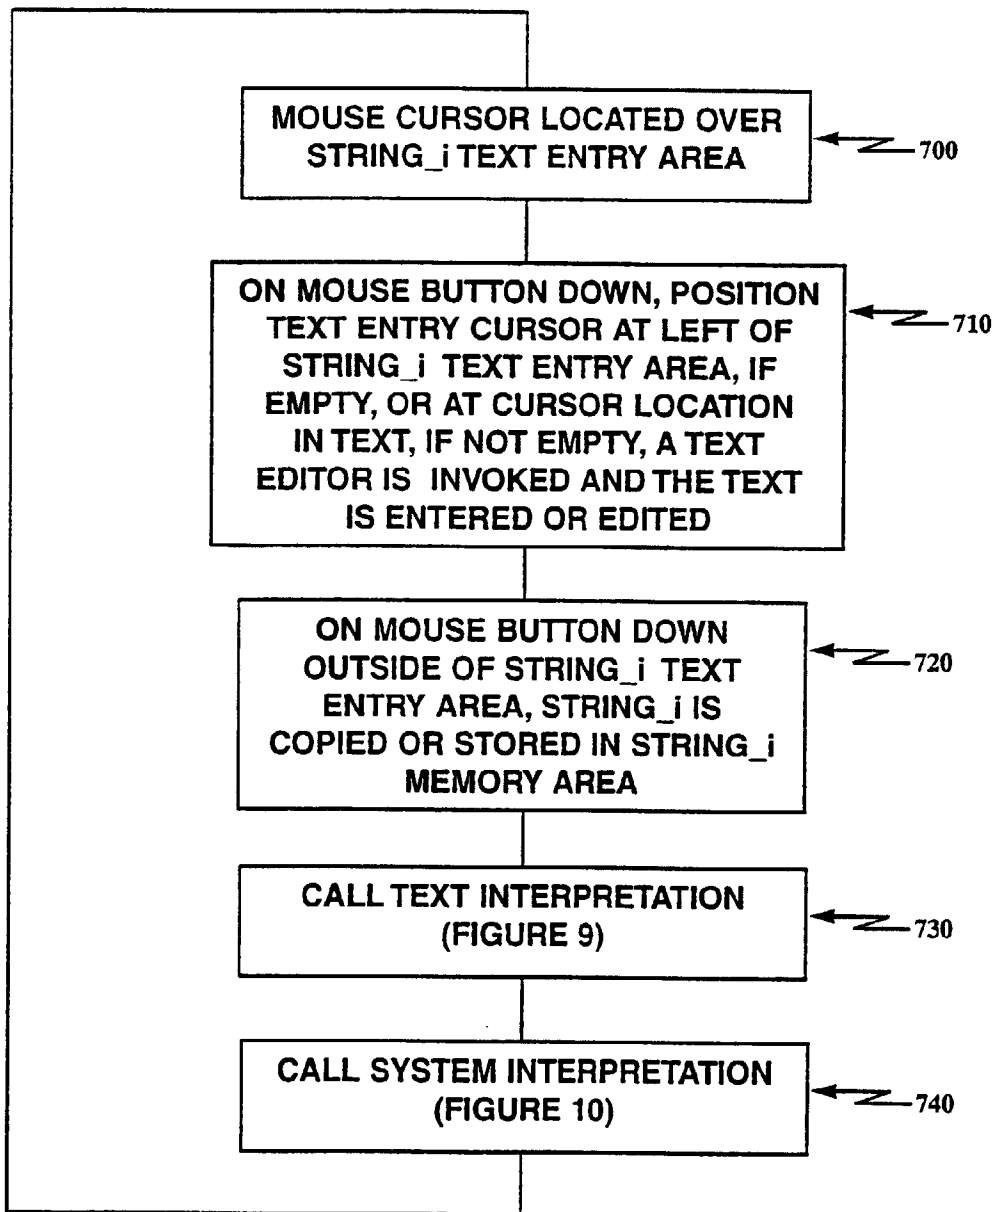 MOUSE CURSOR LOCATED OVER
STRING_i TEXT ENTRY AREA
700
ON MOUSE BUTTON DOWN, POSITION
TEXT ENTRY CURSOR AT LEFT OF
STRING_i TEXT ENTRY AREA, IF
EMPTY, OR AT CURSOR LOCATION
IN TEXT, IF NOT EMPTY, A TEXT
EDITOR IS INVOKED AND THE TEXT
IS ENTERED OR EDITED
710
ON MOUSE BUTTON DOWN
OUTSIDE OF STRING_i TEXT
ENTRY AREA, STRING_i IS
COPIED OR STORED IN STRING_i
MEMORY AREA
720
CALL TEXT INTERPRETATION
(FIGURE 9)
730
CALL SYSTEM INTERPRETATION
(FIGURE 10)
740